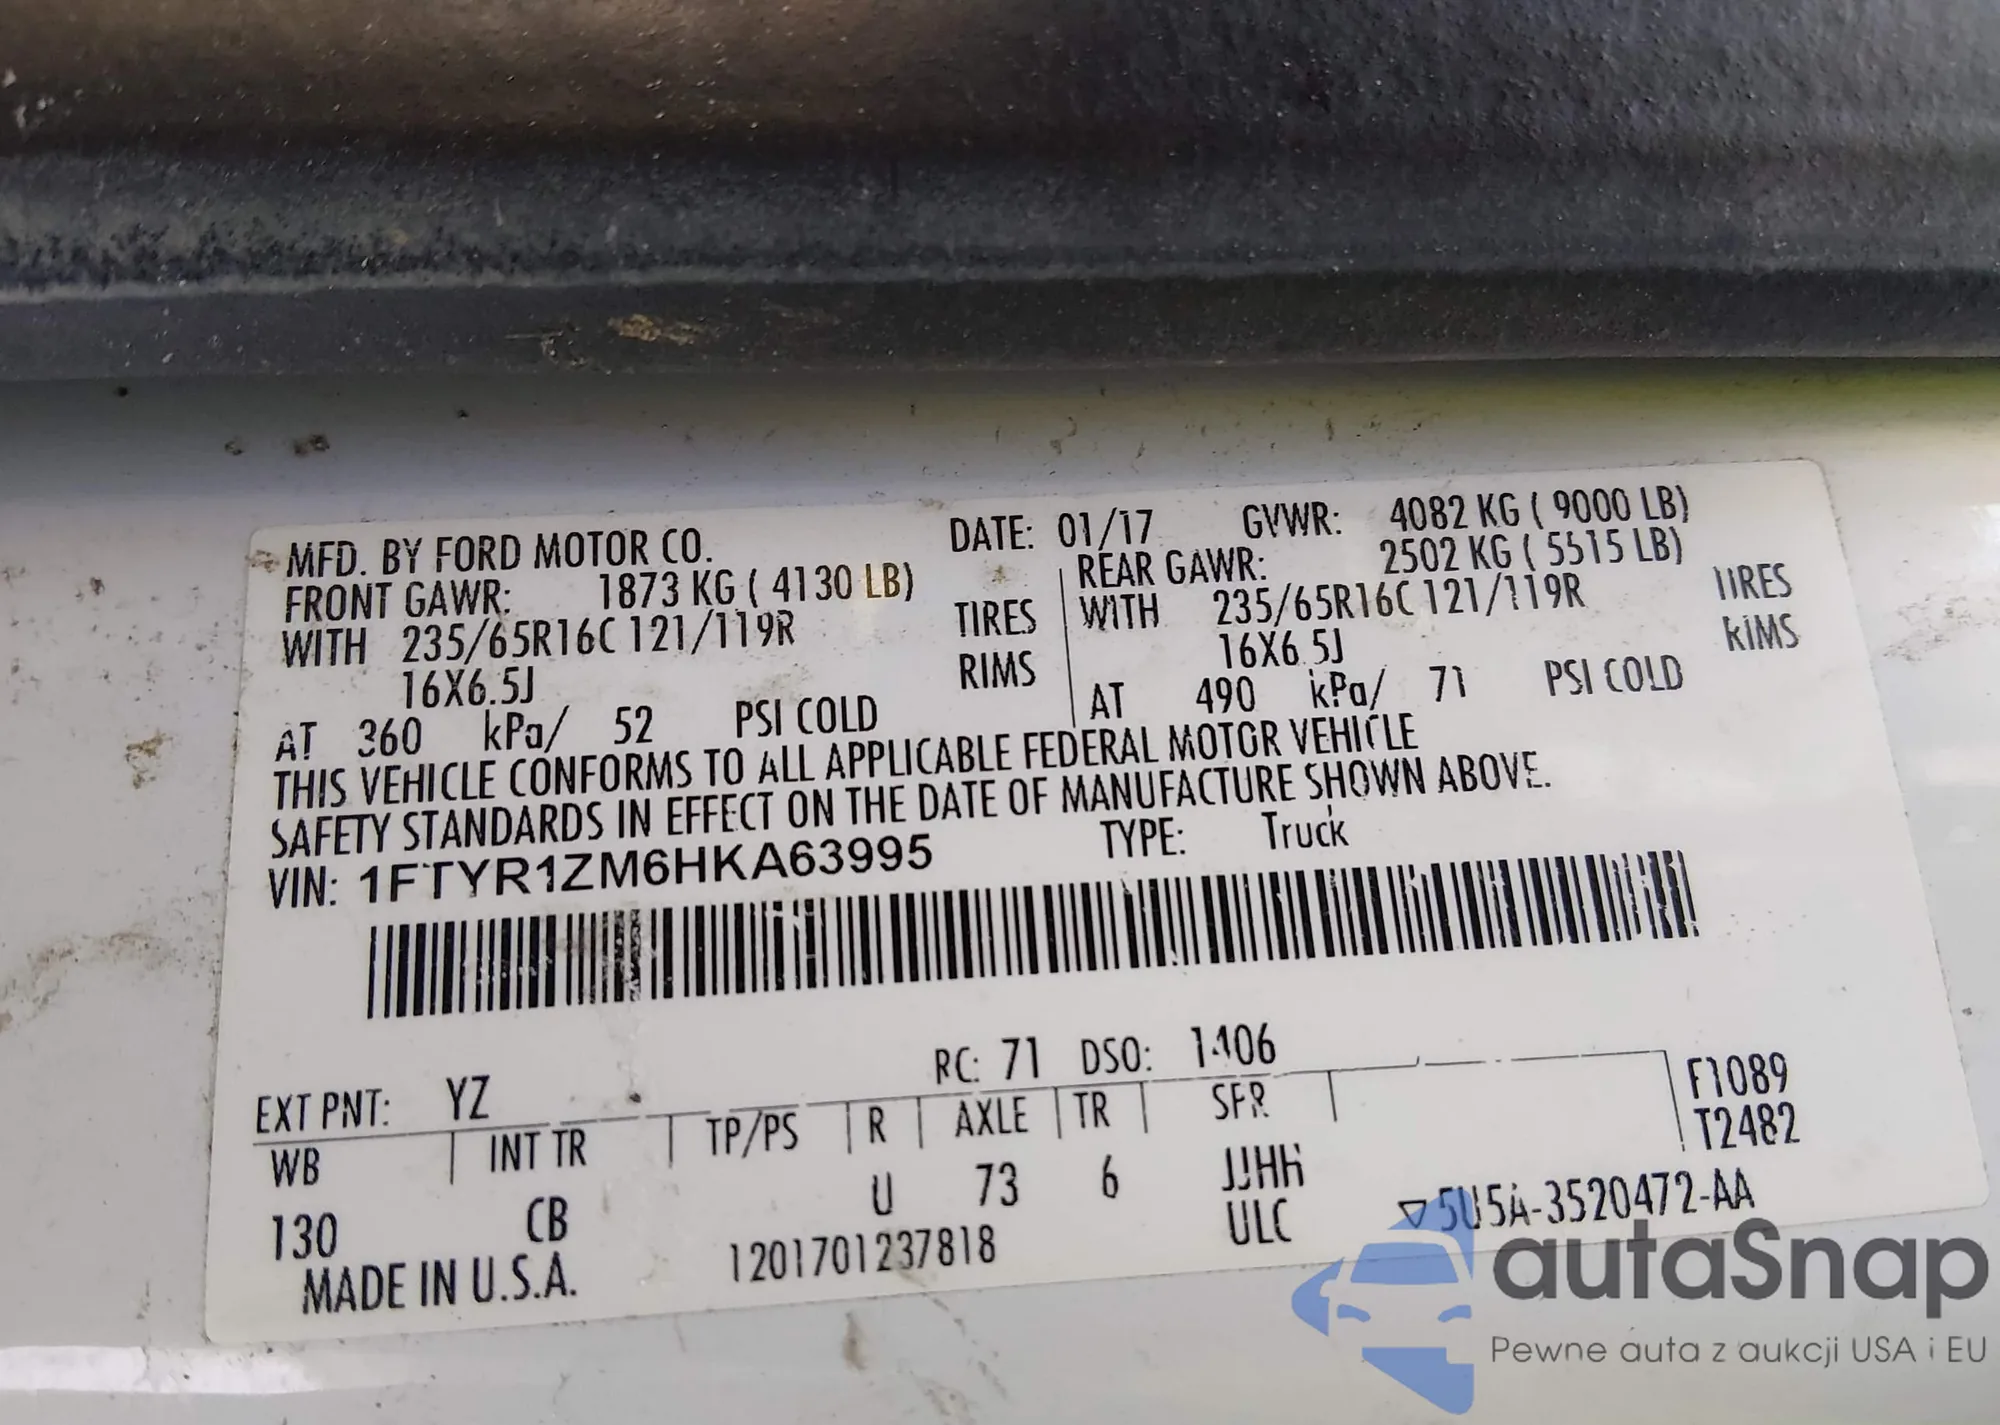 MFD. BY FORD MOTOR CO. DATE: 01/17 GVWR: 4082 KG ( 9000 LB)
FRONT GAWR: 1873 KG ( 4130 LB) REAR GAWR: 2502 KG ( 5515 LB)
WITH 235/65R16C 121/119R TIRES WITH 235/65R16C 121/119R TIRES
16X6.5J RIMS 16X6.5J RIMS
AT 360 kPa/ 52 PSI COLD AT 490 kPa/ 71 PSI COLD
THIS VEHICLE CONFORMS TO ALL APPLICABLE FEDERAL MOTOR VEHICLE
SAFETY STANDARDS IN EFFECT ON THE DATE OF MANUFACTURE SHOWN ABOVE.
VIN: 1FTYR1ZM6HKA63995 TYPE: Truck
RC: 71 DSO: 1406
EXT PNT: YZ F1089
WB INT TR TP/PS R AXLE TR SFR T2482
130 CB U 73 6 JJHH
ULC ▽5U5A-3520472-AA
MADE IN U.S.A. 1201701237818
autaSnap
Pewne auta z aukcji USA i EU